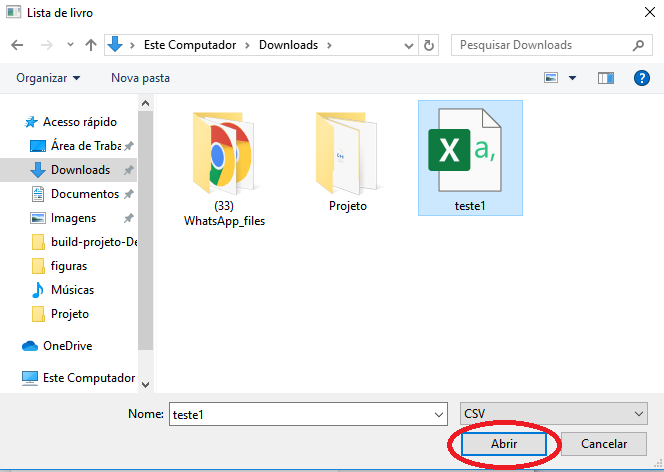 Lista de livro
Este Computador > Downloads >
Pesquisar Downloads
Organizar
Nova pasta
?
Acesso rápido
Área de Traba
Downloads
Documentos
Imagens
build-projeto-De
figuras
Músicas
Projeto
OneDrive
Este Computador
(33)
WhatsApp_files
Projeto
X a,
teste1
Nome: teste1
CSV
Abrir
Cancelar